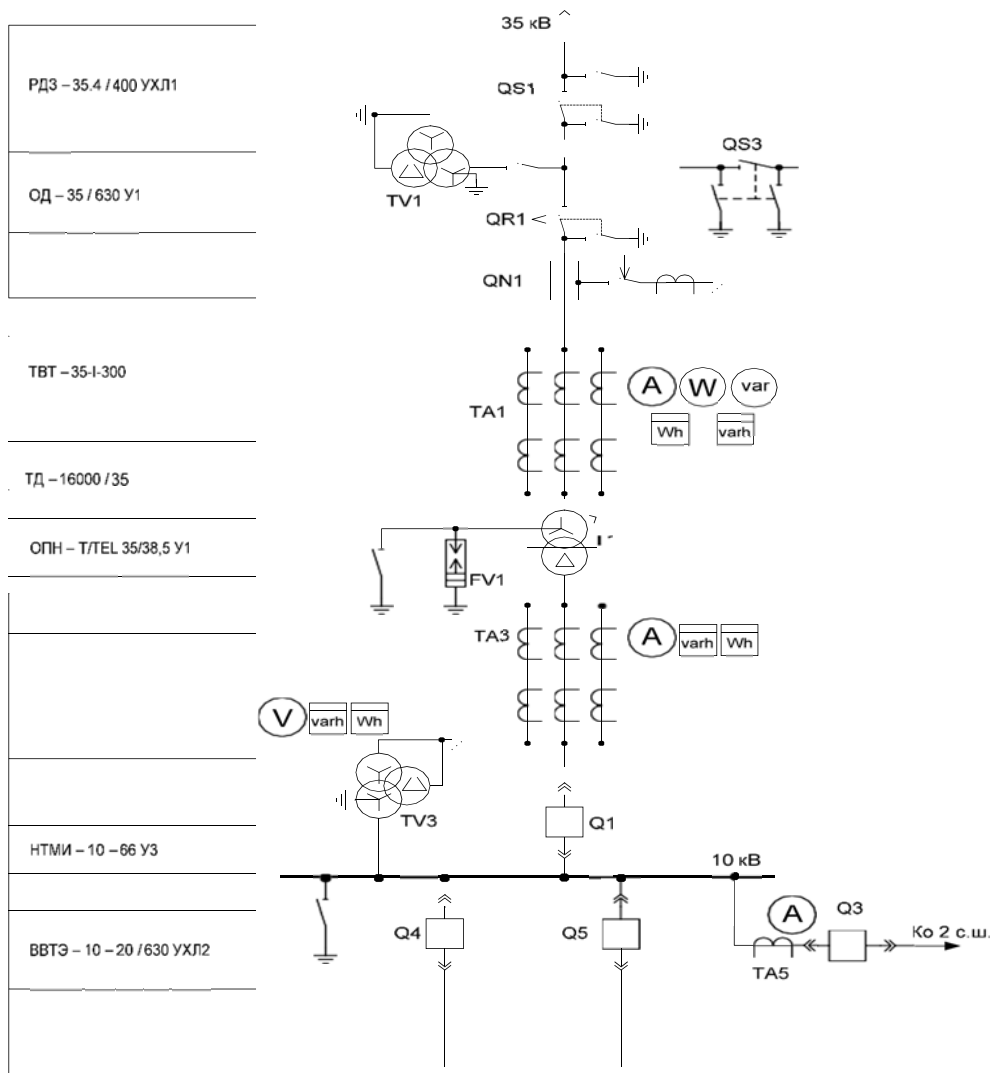 35 кВ
РДЗ – 35.4 / 400 УХЛ1
QS1
QS3
ОД – 35 / 630 У1
TV1
QR1
QN1
ТВТ – 35-I-300
TA1
A
W
var
Wh
varh
ТД – 16000 / 35
ОПН – Т/TEL 35/38,5 У1
FV1
TA3
A
varh
Wh
V
varh
Wh
TV3
Q1
НТМИ – 10 – 66 У3
10 кВ
A
Q3
Q4
Q5
ВВТЭ – 10 – 20 / 630 УХЛ2
Ко 2 с.ш.
TA5